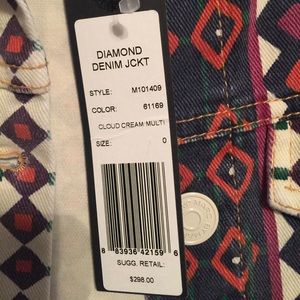 DIAMOND
DENIM JCKT
STYLE: M101409
COLOR: 61169
CLOUD CREAM MULTI
SIZE: 0
8 83936 42159 6
SUGG. RETAIL:
$298.00